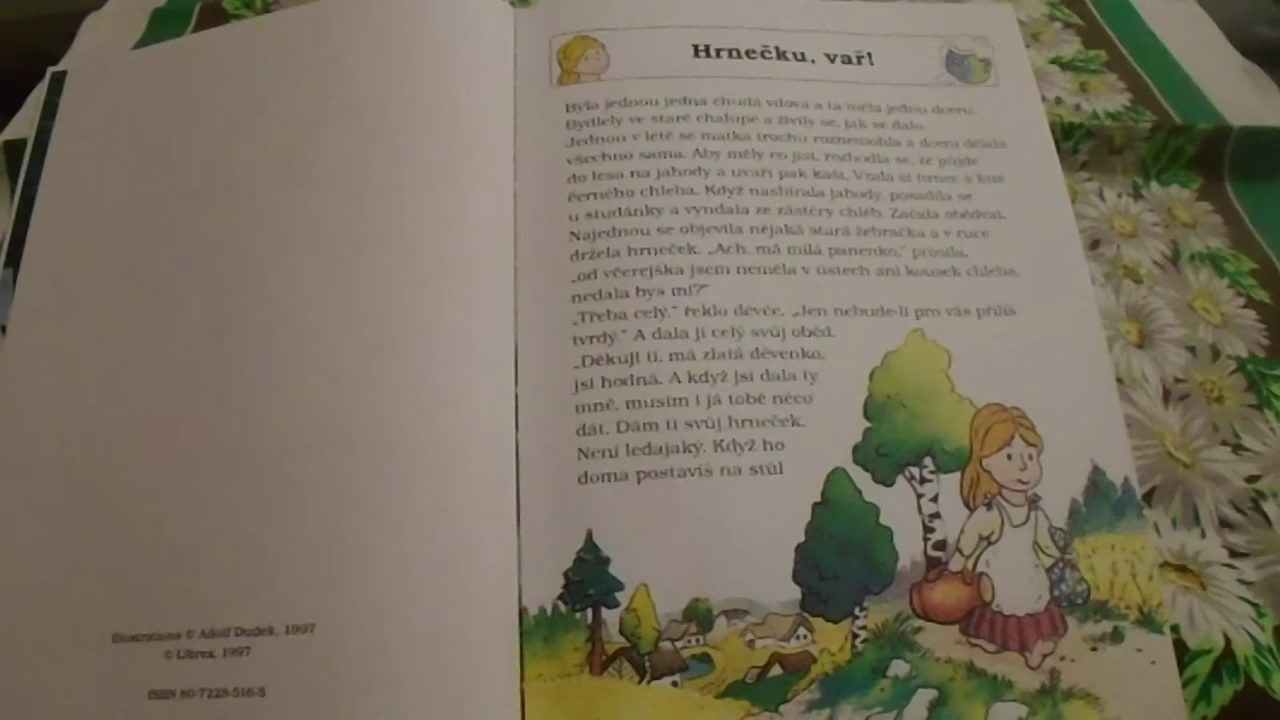 Illustrations © Adolf Dudek, 1997
© Librex, 1997
ISBN 80-7228-516-5
Hrnečku, vař!
Byla jednou jedna chudá vdova a ta měla jednu dceru.
Bydlely ve staré chalupě a živily se, jak se dalo.
Jednou v létě se matka trochu roznemohla a dcera dělala
všechno sama. Aby měly co jíst, rozhodla se, že půjde
do lesa na jahody a uvaří pak kaši. Vzala si hrnec a kus
černého chleba. Když nasbírala jahody, posadila se
u studánky a vyndala ze zástěry chléb. Začala obědvat.
Najednou se objevila nějaká stará žebračka a v ruce
držela hrneček. „Ach, má milá panenko,“ prosila,
„od včerejška jsem neměla v ústech ani kousek chleba,
nedala bys mi?“
„Třeba celý,“ řeklo děvče. „Jen nebude-li pro vás příliš
tvrdý.“ A dala jí celý svůj oběd.
„Děkuji ti, má zlatá děvenko,
jsi hodná. A když jsi dala ty
mně, musím i já tobě něco
dát. Dám ti svůj hrneček.
Není ledajaký. Když ho
doma postavíš na stůl